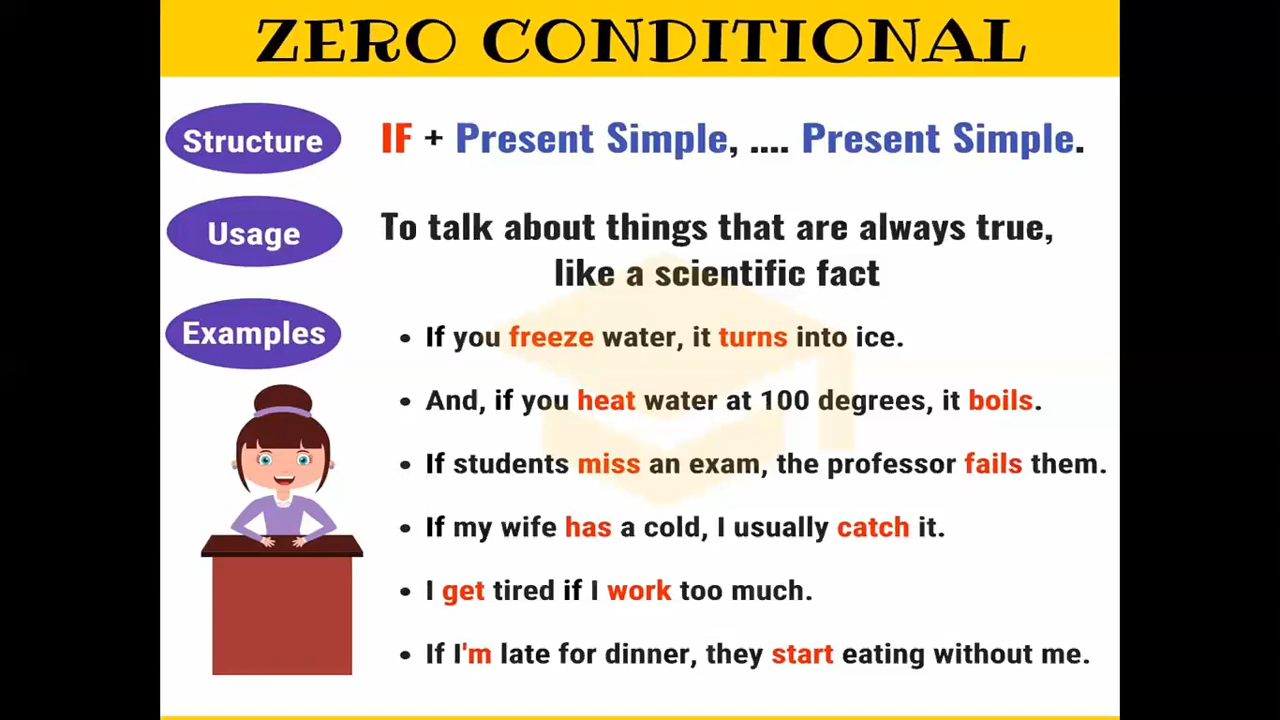 ZERO CONDITIONAL
Structure
IF + Present Simple, .... Present Simple.
Usage
To talk about things that are always true,
like a scientific fact
Examples
• If you freeze water, it turns into ice.
• And, if you heat water at 100 degrees, it boils.
• If students miss an exam, the professor fails them.
• If my wife has a cold, I usually catch it.
• I get tired if I work too much.
• If I'm late for dinner, they start eating without me.